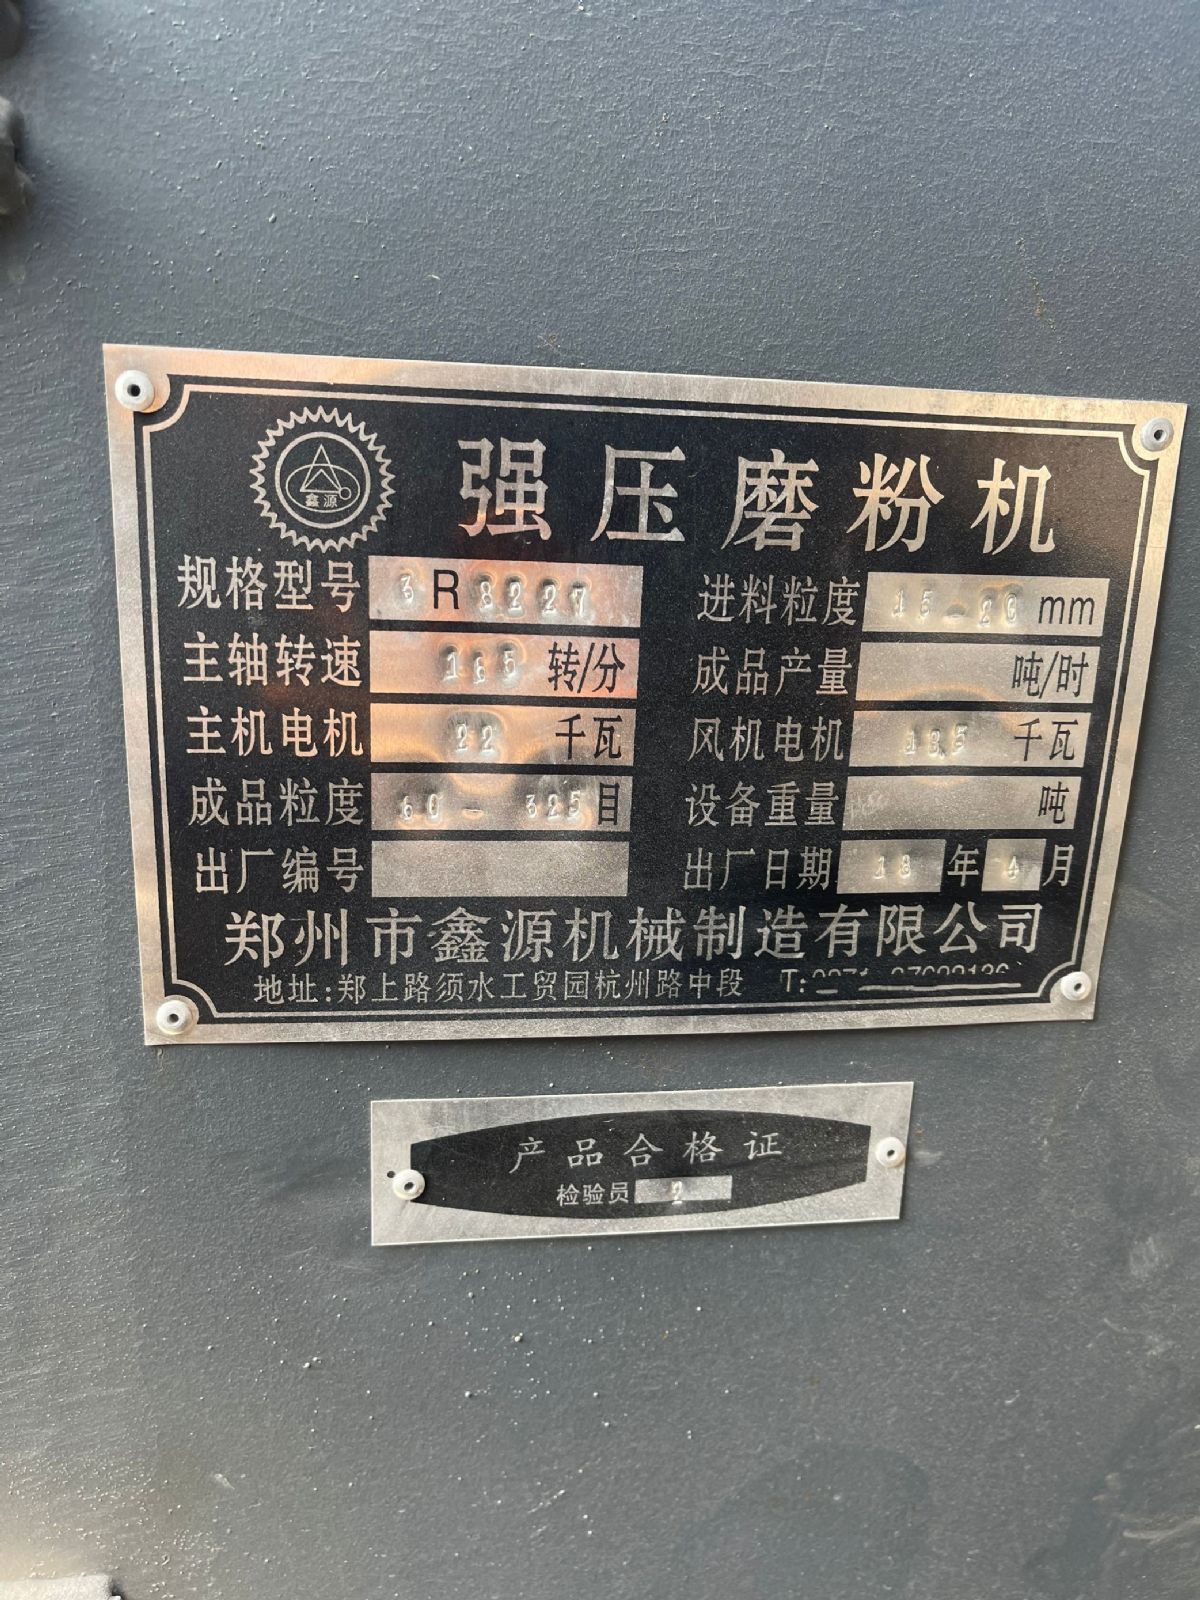 鑫源
强压磨粉机
规格型号 3R8227 进料粒度 15-20 mm
主轴转速 165 转/分 成品产量 吨/时
主机电机 22 千瓦 风机电机 18.5 千瓦
成品粒度 60 - 325 目 设备重量 吨
出厂编号 出厂日期 18 年 4 月
郑州市鑫源机械制造有限公司
地址:郑上路须水工贸园杭州路中段 T:
产品合格证
检验员 2